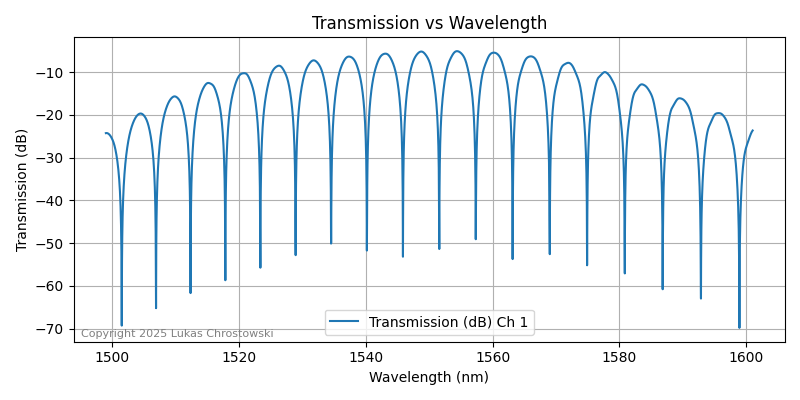 Transmission vs Wavelength
Transmission (dB)
−10
−20
−30
−40
−50
−60
−70
Transmission (dB) Ch 1
Copyright 2025 Lukas Chrostowski
1500
1520
1540
1560
1580
1600
Wavelength (nm)